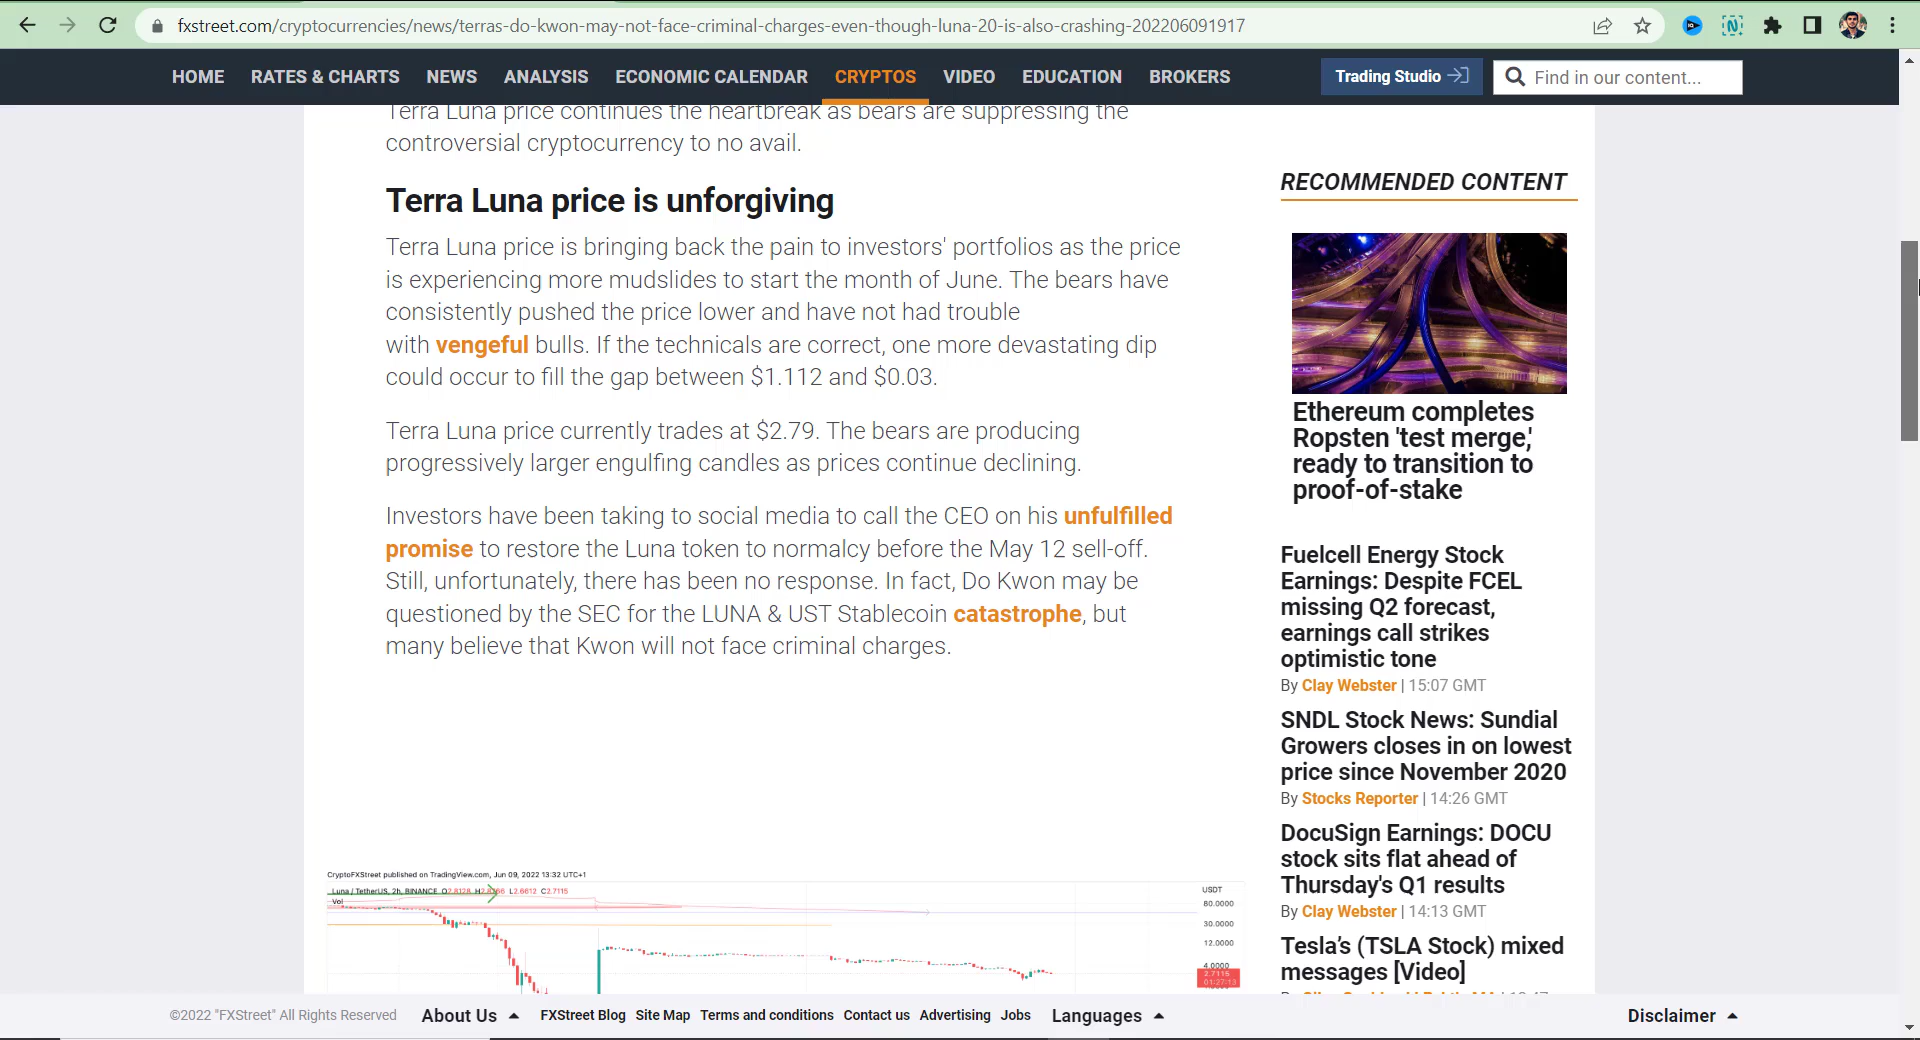 fxstreet.com/cryptocurrencies/news/terras-do-kwon-may-not-face-criminal-charges-even-though-luna-20-is-also-crashing-202206091917
HOME RATES & CHARTS NEWS ANALYSIS ECONOMIC CALENDAR CRYPTOS VIDEO EDUCATION BROKERS Trading Studio Find in our content...
Terra Luna price continues the heartbreak as bears are suppressing the
controversial cryptocurrency to no avail.
Terra Luna price is unforgiving
Terra Luna price is bringing back the pain to investors' portfolios as the price
is experiencing more mudslides to start the month of June. The bears have
consistently pushed the price lower and have not had trouble
with vengeful bulls. If the technicals are correct, one more devastating dip
could occur to fill the gap between $1.112 and $0.03.
Terra Luna price currently trades at $2.79. The bears are producing
progressively larger engulfing candles as prices continue declining.
Investors have been taking to social media to call the CEO on his unfulfilled
promise to restore the Luna token to normalcy before the May 12 sell-off.
Still, unfortunately, there has been no response. In fact, Do Kwon may be
questioned by the SEC for the LUNA & UST Stablecoin catastrophe, but
many believe that Kwon will not face criminal charges.
CryptoFXStreet published on TradingView.com, Jun 09, 2022 13:32 UTC+1
Luna / TetherUS, 2h, BINANCE L2.6612 C2.7115
Vol
USDT
80.0000
30.0000
12.0000
4.0000
2.7115
01:27:13
RECOMMENDED CONTENT
Ethereum completes
Ropsten 'test merge,'
ready to transition to
proof-of-stake
Fuelcell Energy Stock
Earnings: Despite FCEL
missing Q2 forecast,
earnings call strikes
optimistic tone
By Clay Webster | 15:07 GMT
SNDL Stock News: Sundial
Growers closes in on lowest
price since November 2020
By Stocks Reporter | 14:26 GMT
DocuSign Earnings: DOCU
stock sits flat ahead of
Thursday's Q1 results
By Clay Webster | 14:13 GMT
Tesla's (TSLA Stock) mixed
messages [Video]
©2022 "FXStreet" All Rights Reserved About Us FXStreet Blog Site Map Terms and conditions Contact us Advertising Jobs Languages Disclaimer